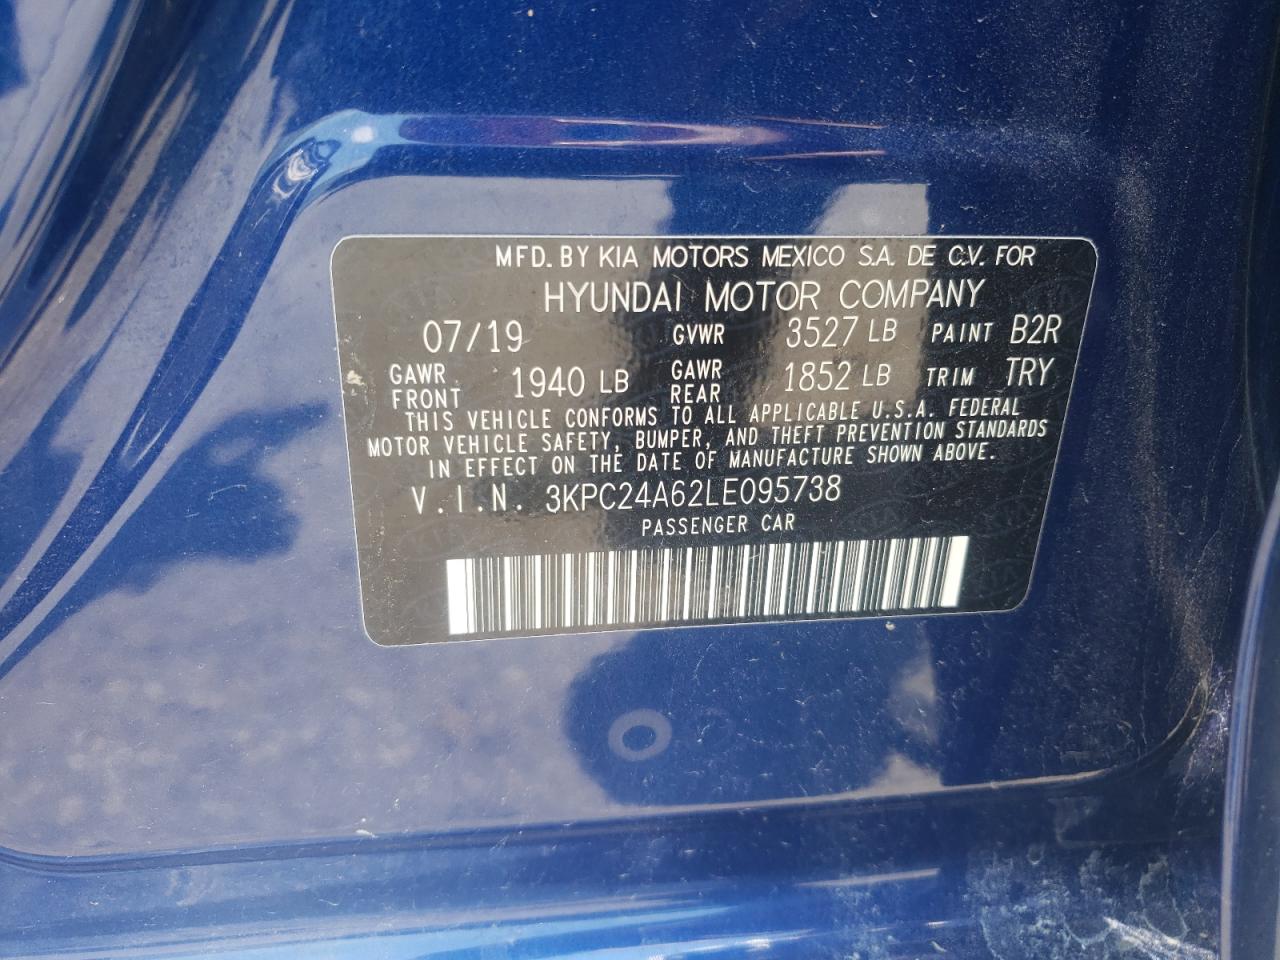 MFD. BY KIA MOTORS MEXICO S.A. DE C.V. FOR
HYUNDAI MOTOR COMPANY
07/19 GVWR 3527 LB PAINT B2R
GAWR FRONT 1940 LB GAWR REAR 1852 LB TRIM TRY
THIS VEHICLE CONFORMS TO ALL APPLICABLE U.S.A. FEDERAL
MOTOR VEHICLE SAFETY, BUMPER, AND THEFT PREVENTION STANDARDS
IN EFFECT ON THE DATE OF MANUFACTURE SHOWN ABOVE.
V.I.N. 3KPC24A62LE095738
PASSENGER CAR